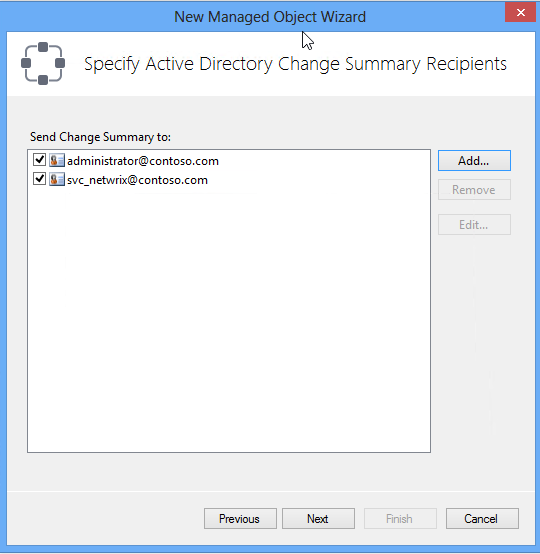 New Managed Object Wizard
Specify Active Directory Change Summary Recipients
Send Change Summary to:
administrator@contoso.com
svc_netwrix@contoso.com
Add...
Remove
Edit...
Previous
Next
Finish
Cancel